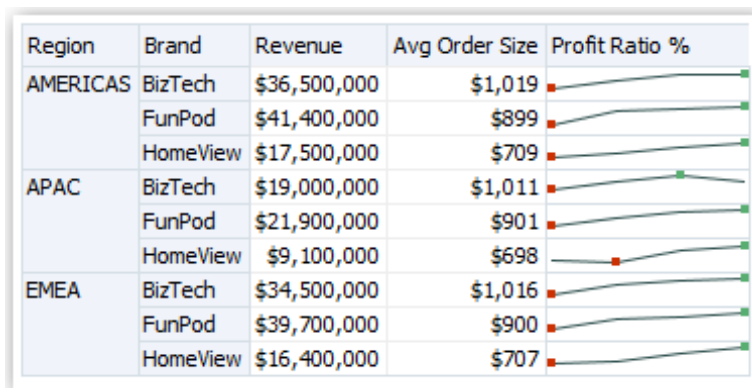 Region Brand Revenue Avg Order Size Profit Ratio %
AMERICAS BizTech $36,500,000 $1,019
FunPod $41,400,000 $899
HomeView $17,500,000 $709
APAC BizTech $19,000,000 $1,011
FunPod $21,900,000 $901
HomeView $9,100,000 $698
EMEA BizTech $34,500,000 $1,016
FunPod $39,700,000 $900
HomeView $16,400,000 $707